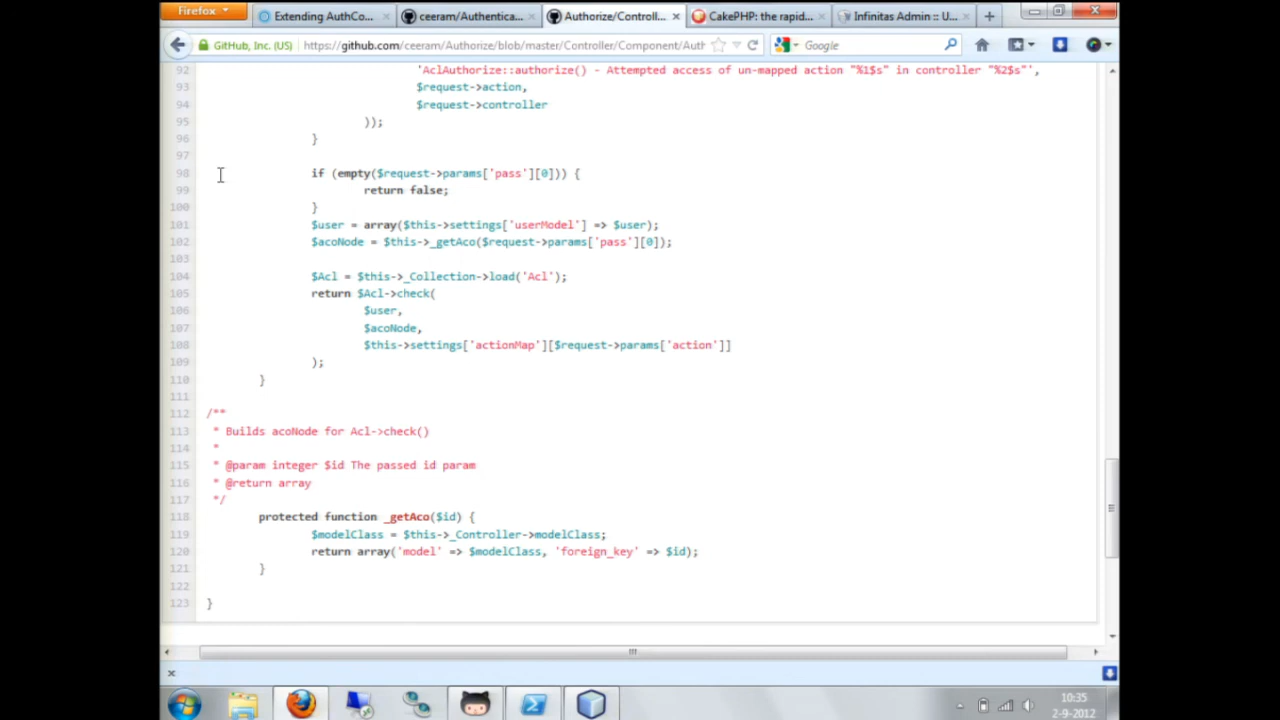 Firefox
Extending AuthCo...
ceeram/Authentica...
Authorize/Controll...
CakePHP: the rapid...
Infinitas Admin :: U...
GitHub, Inc. (US)
https://github.com/ceeram/Authorize/blob/master/Controller/Component/Auth
Google
92 'AclAuthorize::authorize() - Attempted access of un-mapped action "%1$s" in controller "%2$s"',
93 $request->action,
94 $request->controller
95 ));
96 }
97
98 if (empty($request->params['pass'][0])) {
99 return false;
100 }
101 $user = array($this->settings['userModel'] => $user);
102 $acoNode = $this->_getAco($request->params['pass'][0]);
103
104 $Acl = $this->_Collection->load('Acl');
105 return $Acl->check(
106 $user,
107 $acoNode,
108 $this->settings['actionMap'][$request->params['action']]
109 );
110 }
111
112 /**
113 * Builds acoNode for Acl->check()
114 *
115 * @param integer $id The passed id param
116 * @return array
117 */
118 protected function _getAco($id) {
119 $modelClass = $this->_Controller->modelClass;
120 return array('model' => $modelClass, 'foreign_key' => $id);
121 }
122
123 }
10:35
2-9-2012